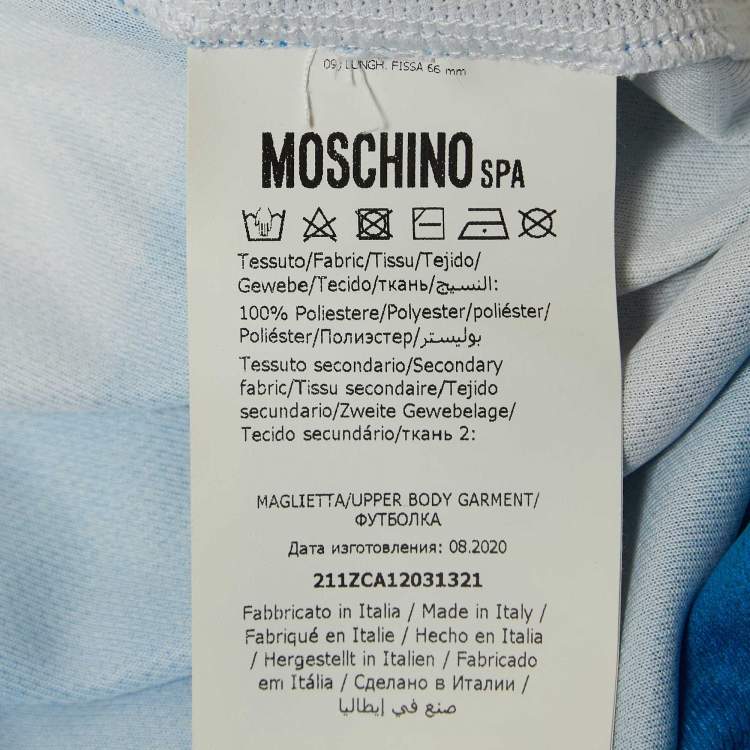 09) LUNGH. FISSA 66 mm
MOSCHINO SPA
Tessuto/Fabric/Tissu/Tejido/
Gewebe/Tecido/ткань/النسيج:
100% Poliestere/Polyester/poliéster/
Poliéster/Полиэстер/بوليستر
Tessuto secondario/Secondary
fabric/Tissu secondaire/Tejido
secundario/Zweite Gewebelage/
Tecido secundário/ткань 2:
MAGLIETTA/UPPER BODY GARMENT/
ФУТБОЛКА
Дата изготовления: 08.2020
211ZCA12031321
Fabbricato in Italia / Made in Italy /
Fabriqué en Italie / Hecho en Italia
/ Hergestellt in Italien / Fabricado
em Itália / Сделано в Италии /
صنع في إيطاليا